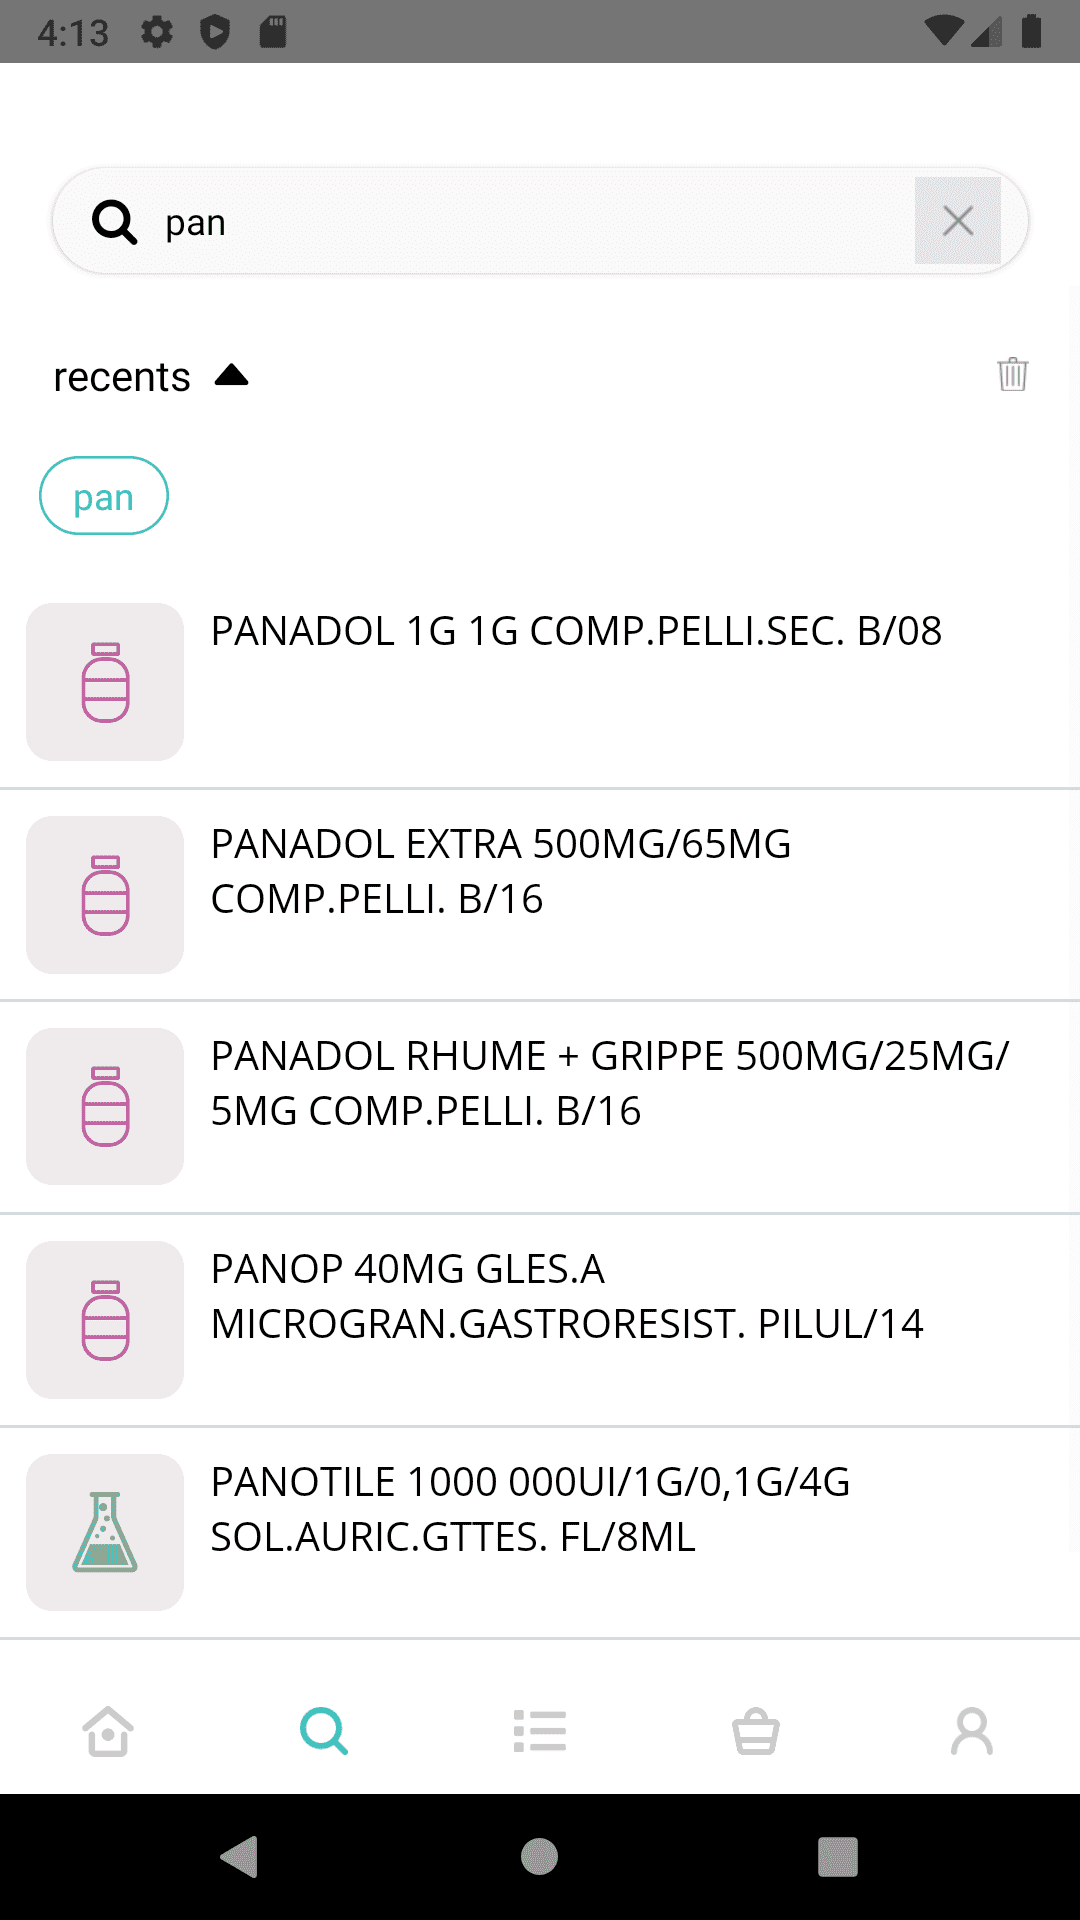 4:13
pan
recents
pan
PANADOL 1G 1G COMP.PELLI.SEC. B/08
PANADOL EXTRA 500MG/65MG
COMP.PELLI. B/16
PANADOL RHUME + GRIPPE 500MG/25MG/
5MG COMP.PELLI. B/16
PANOP 40MG GLES.A
MICROGRAN.GASTRORESIST. PILUL/14
PANOTILE 1000 000UI/1G/0,1G/4G
SOL.AURIC.GTTES. FL/8ML